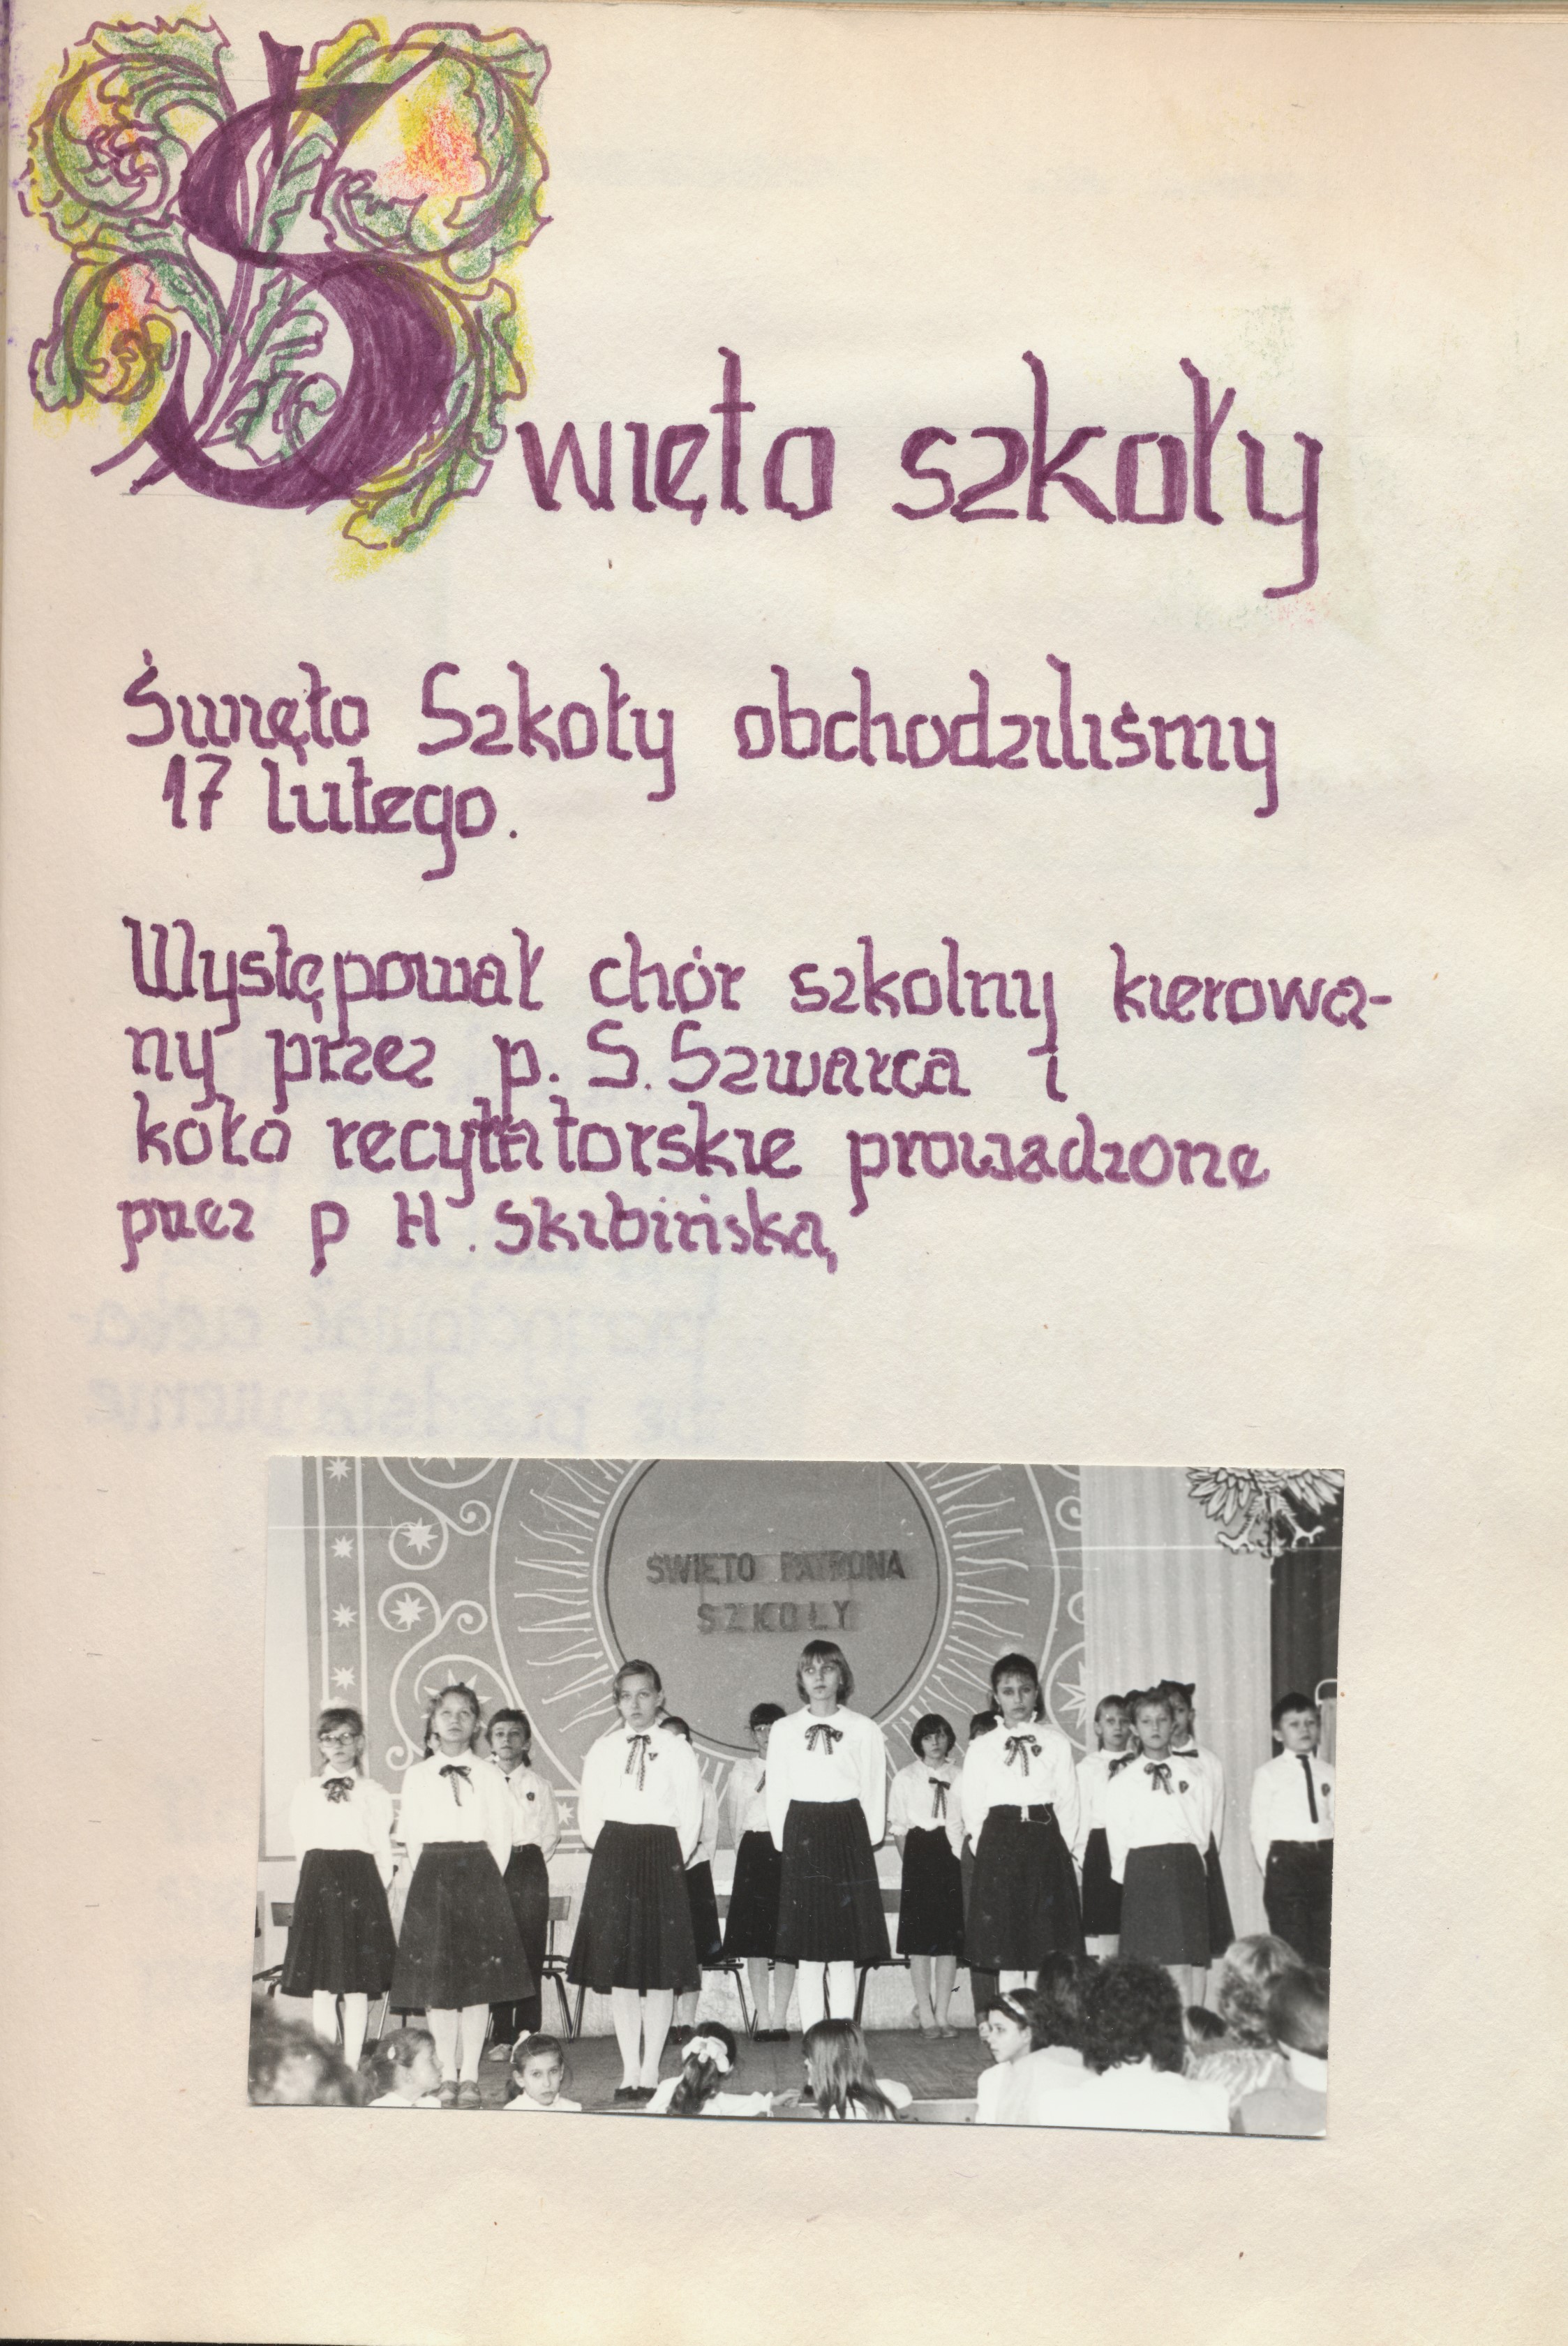 Święto szkoły
Święto Szkoły obchodziliśmy
17 lutego.
Występował chór szkolny kierowa-
ny przez p. S. Szwarca i
koło recytatorskie prowadzone
przez p H. Skibińską
ŚWIĘTO PATRONA
SZKOŁY